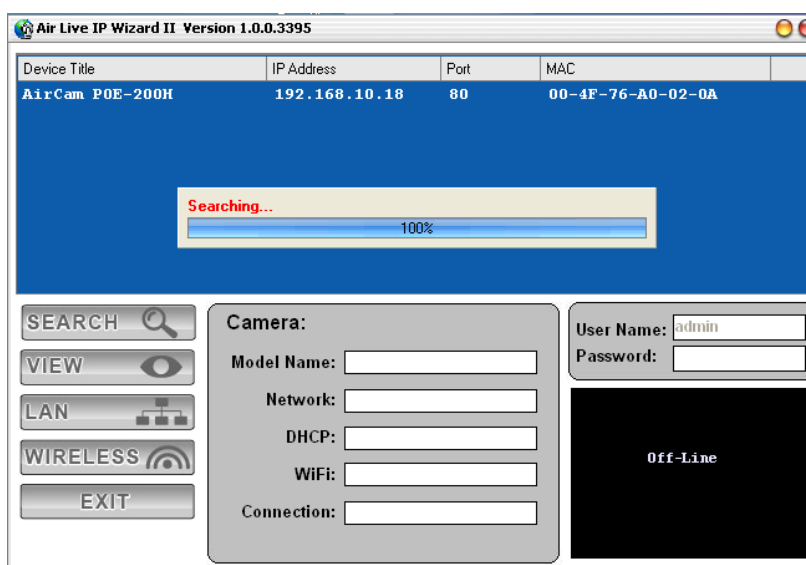 Air Live IP Wizard II Version 1.0.0.3395
Device Title IP Address Port MAC
AirCam POE-200H 192.168.10.18 80 00-4F-76-A0-02-0A
Searching...
100%
SEARCH
VIEW
LAN
WIRELESS
EXIT
Camera:
Model Name:
Network:
DHCP:
WiFi:
Connection:
User Name: admin
Password:
Off-Line